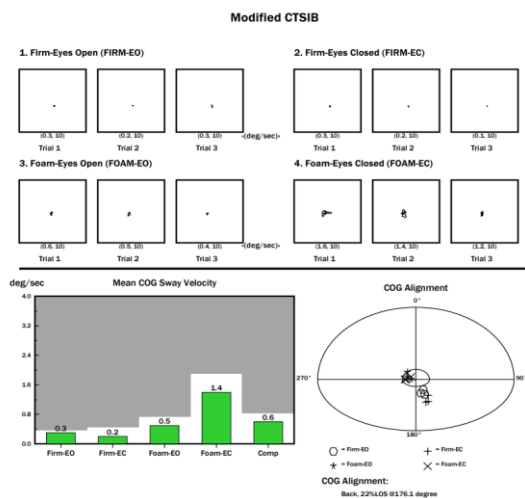 Modified CTSIB
1. Firm-Eyes Open (FIRM-EO)
2. Firm-Eyes Closed (FIRM-EC)
(0.3, 10) (0.2, 10) (0.3, 10) -(deg/sec)- (0.3, 10) (0.2, 10) (0.1, 10)
Trial 1 Trial 2 Trial 3 Trial 1 Trial 2 Trial 3
3. Foam-Eyes Open (FOAM-EO)
4. Foam-Eyes Closed (FOAM-EC)
(0.6, 10) (0.5, 10) (0.4, 10) -(deg/sec)- (1.6, 10) (1.4, 10) (1.2, 10)
Trial 1 Trial 2 Trial 3 Trial 1 Trial 2 Trial 3
deg/sec Mean COG Sway Velocity
4.0
3.2
2.4
1.6
0.8
0.0
0.3 0.2 0.5 1.4 0.6
Firm-EO Firm-EC Foam-EO Foam-EC Comp
COG Alignment
0°
270° 90°
180°
= Firm-EO = Firm-EC
= Foam-EO = Foam-EC
COG Alignment:
Back, 22%LOS @176.1 degree